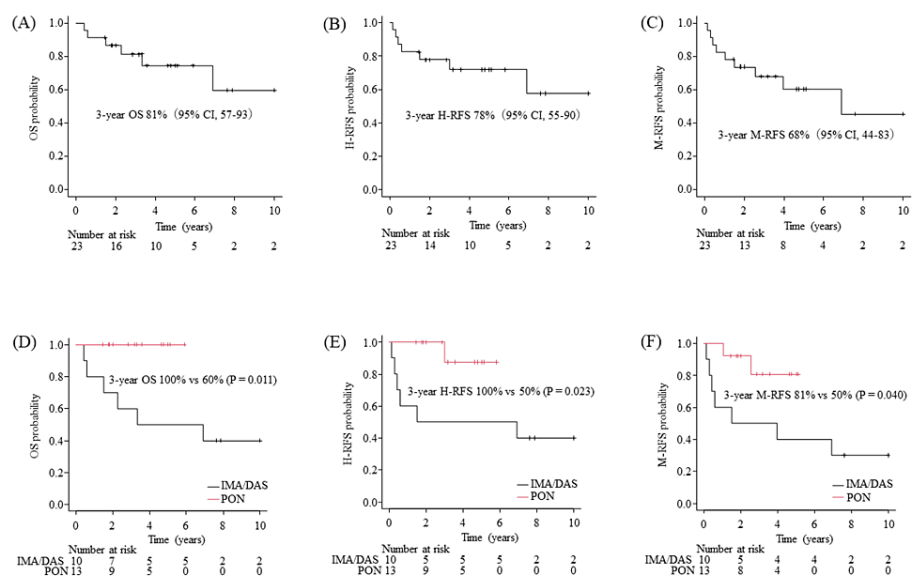 (A)
OS probability
1.0
0.8
0.6
0.4
0.2
0.0
3-year OS 81% (95% CI, 57-93)
0 2 4 6 8 10
Time (years)
Number at risk
23 16 10 5 2 2
(B)
H-RFS probability
1.0
0.8
0.6
0.4
0.2
0.0
3-year H-RFS 78% (95% CI, 55-90)
0 2 4 6 8 10
Time (years)
Number at risk
23 14 10 5 2 2
(C)
M-RFS probability
1.0
0.8
0.6
0.4
0.2
0.0
3-year M-RFS 68% (95% CI, 44-83)
0 2 4 6 8 10
Time (years)
Number at risk
23 13 8 4 2 2
(D)
OS probability
1.0
0.8
0.6
0.4
0.2
0.0
3-year OS 100% vs 60% (P = 0.011)
IMA/DAS
PON
0 2 4 6 8 10
Time (years)
Number at risk
IMA/DAS 10 7 5 5 2 2
PON 13 9 5 0 0 0
(E)
H-RFS probability
1.0
0.8
0.6
0.4
0.2
0.0
3-year H-RFS 100% vs 50% (P = 0.023)
IMA/DAS
PON
0 2 4 6 8 10
Time (years)
Number at risk
IMA/DAS 10 5 5 5 2 2
PON 13 9 5 0 0 0
(F)
M-RFS probability
1.0
0.8
0.6
0.4
0.2
0.0
3-year M-RFS 81% vs 50% (P = 0.040)
IMA/DAS
PON
0 2 4 6 8 10
Time (years)
Number at risk
IMA/DAS 10 5 4 4 2 2
PON 13 8 4 0 0 0